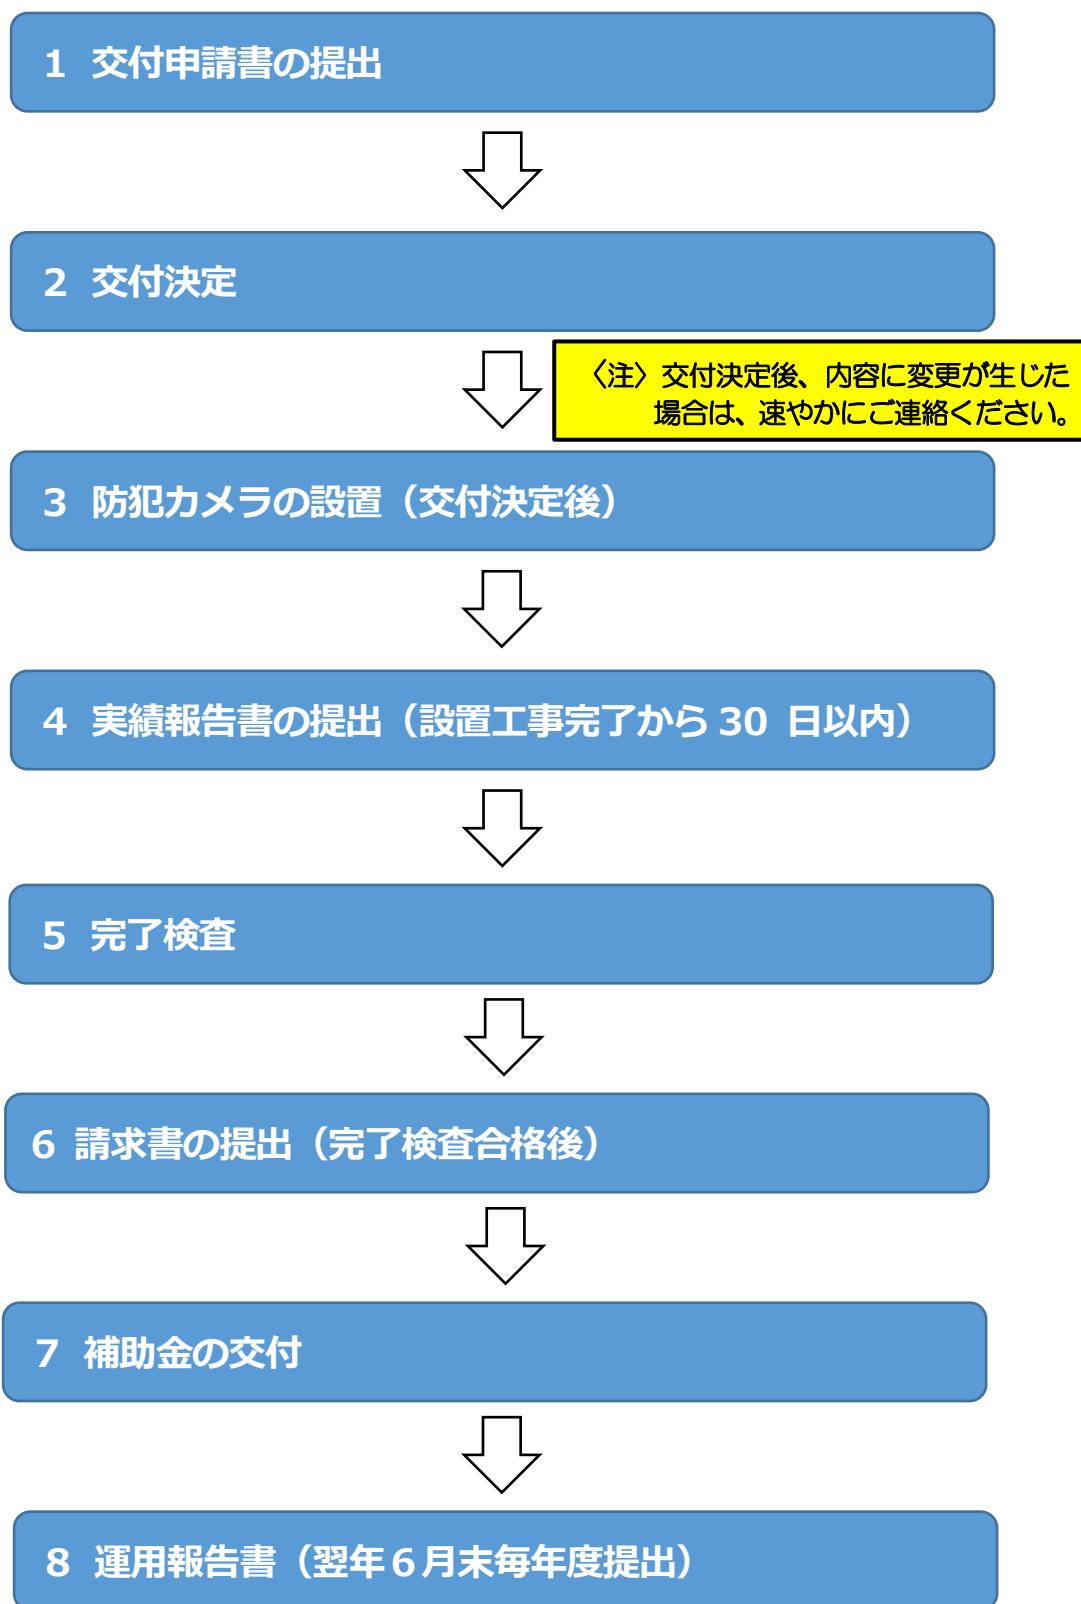 1 交付申請書の提出
2 交付決定
〈注〉交付決定後、内容に変更が生じた
場合は、速やかにご連絡ください。
3 防犯カメラの設置（交付決定後）
4 実績報告書の提出（設置工事完了から 30 日以内）
5 完了検査
6 請求書の提出（完了検査合格後）
7 補助金の交付
8 運用報告書（翌年６月末毎年度提出）